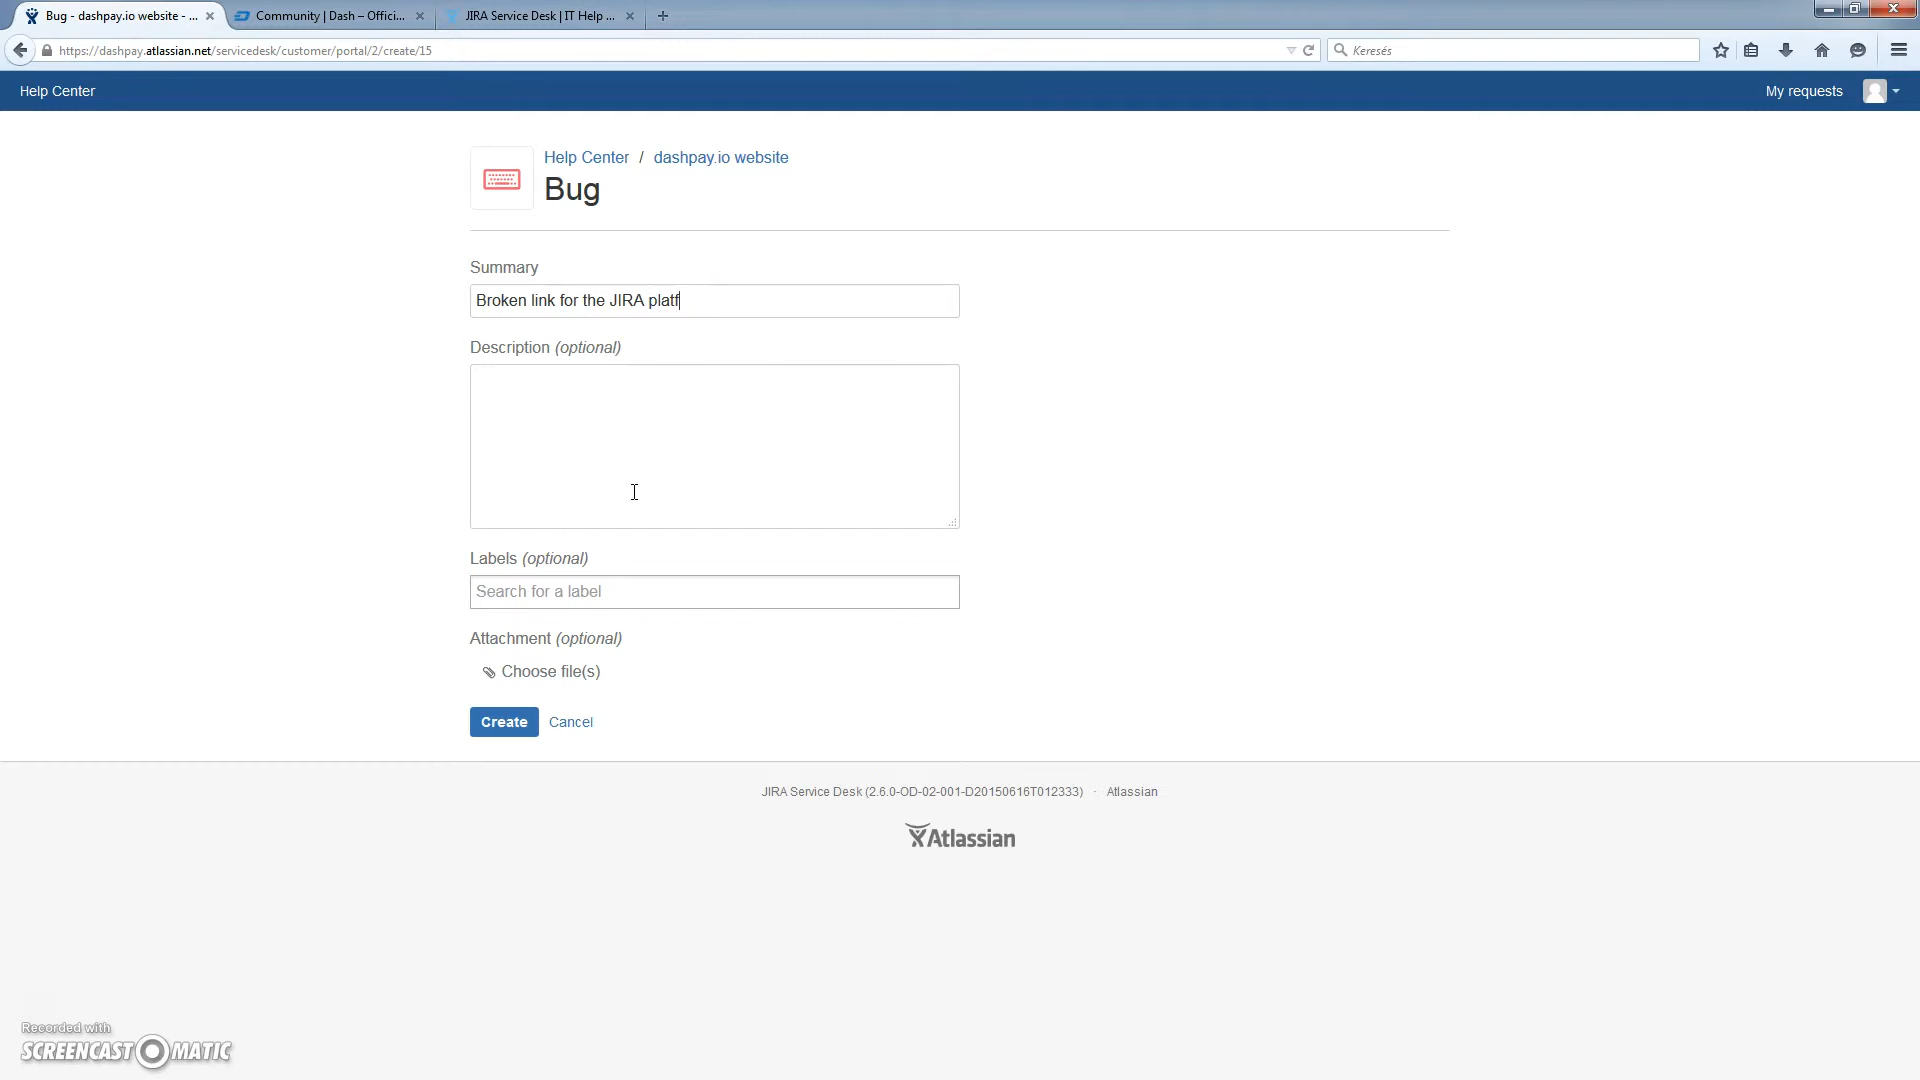 Bug - dashpay.io website - ...
Community | Dash – Offici...
JIRA Service Desk | IT Help ...
https://dashpay.atlassian.net/servicedesk/customer/portal/2/create/15
Keresés
Help Center
My requests
Help Center / dashpay.io website
Bug
Summary
Broken link for the JIRA platf
Description (optional)
Labels (optional)
Search for a label
Attachment (optional)
Choose file(s)
Create
Cancel
JIRA Service Desk (2.6.0-OD-02-001-D20150616T012333) · Atlassian
Atlassian
Recorded with
SCREENCAST-O-MATIC